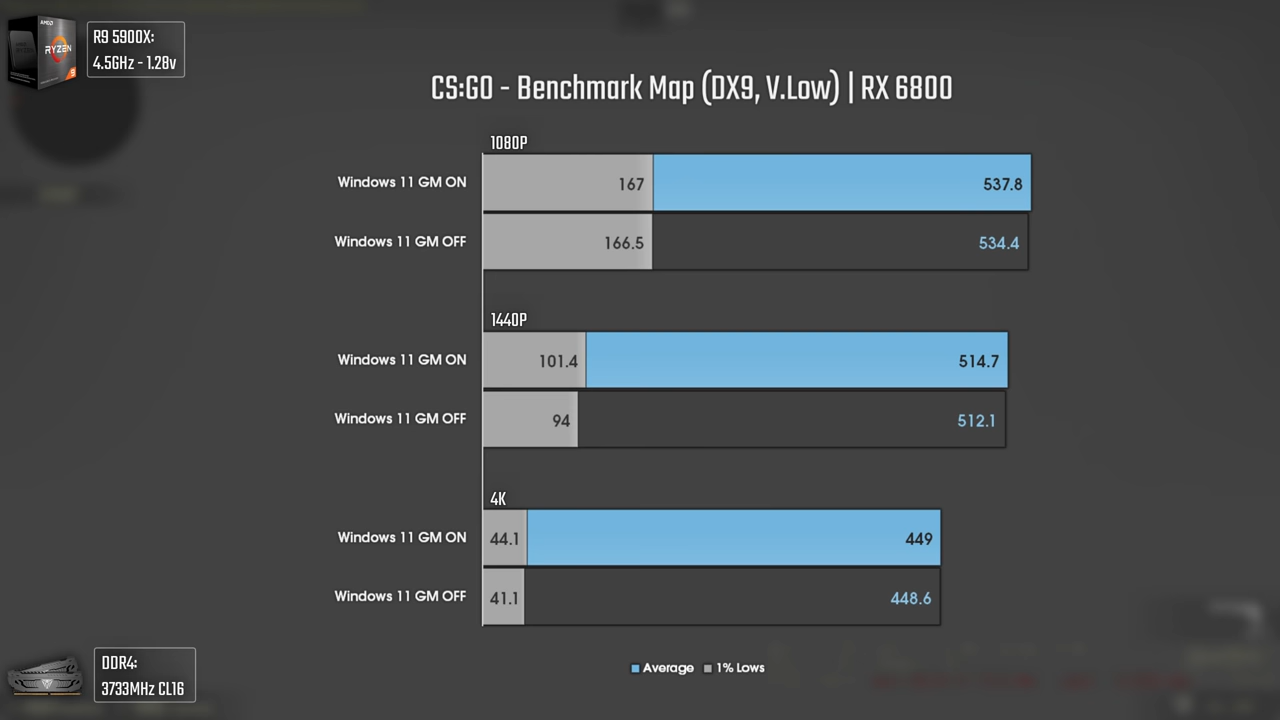 AMD
RYZEN
9
R9 5900X:
4.5GHz - 1.28v
CS:GO - Benchmark Map (DX9, V.Low) | RX 6800
1080P
Windows 11 GM ON
167
537.8
Windows 11 GM OFF
166.5
534.4
1440P
Windows 11 GM ON
101.4
514.7
Windows 11 GM OFF
94
512.1
4K
Windows 11 GM ON
44.1
449
Windows 11 GM OFF
41.1
448.6
Average
1% Lows
DDR4:
3733MHz CL16